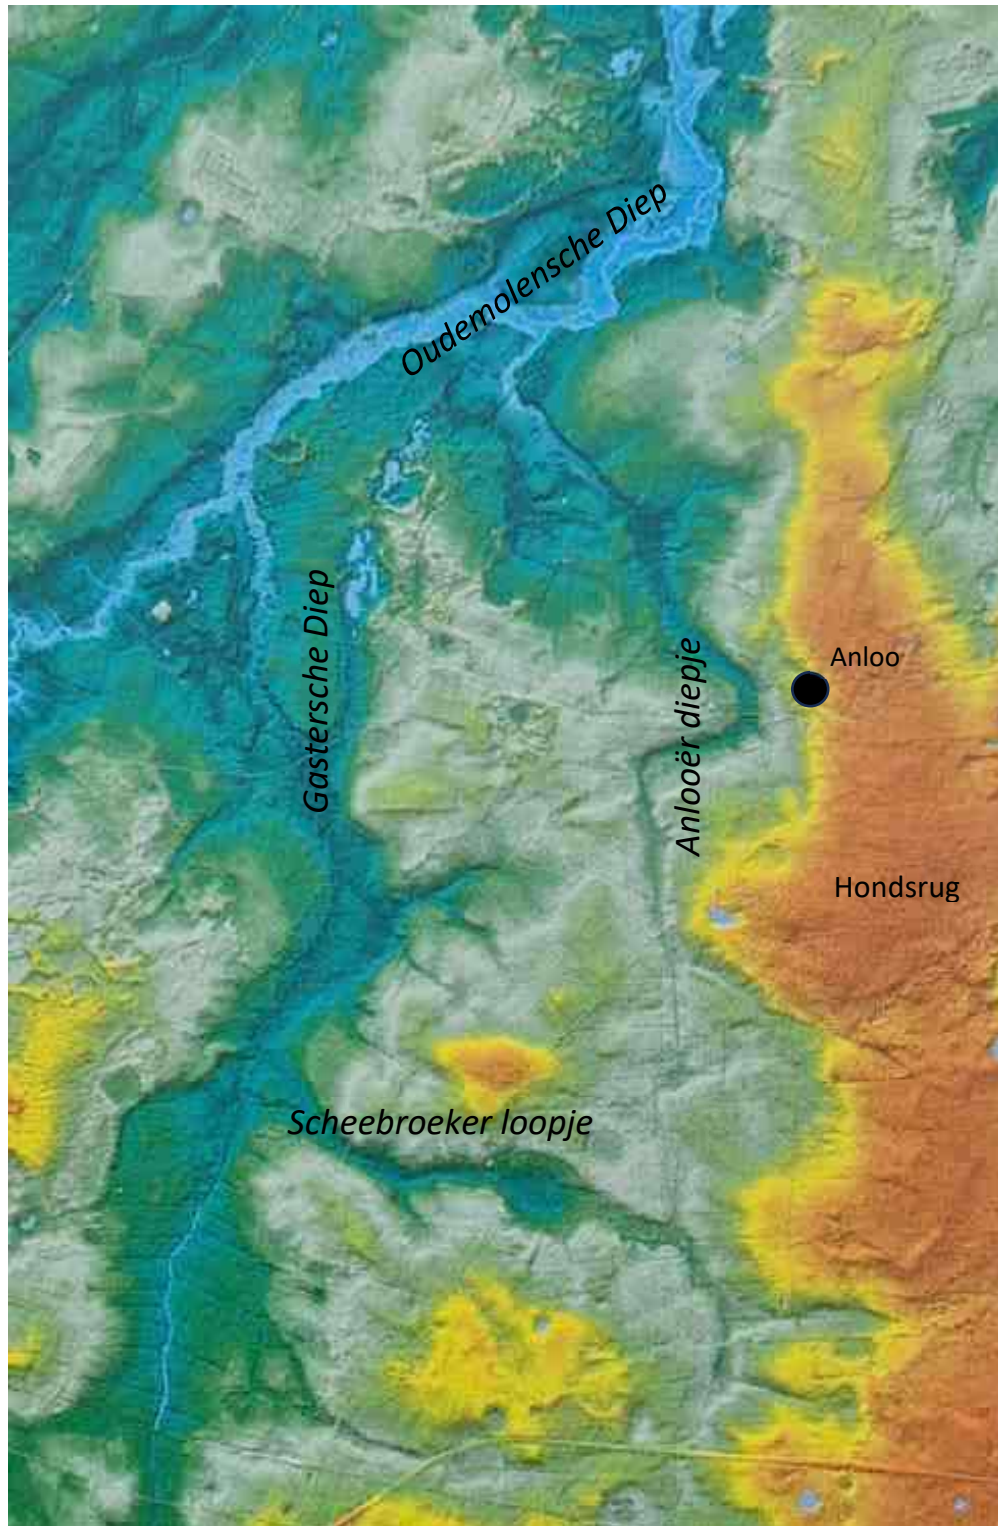 Oudemolensche Diep
Gastersche Diep
Anlooër diepje
Anloo
Hondsrug
Scheebroeker loopje